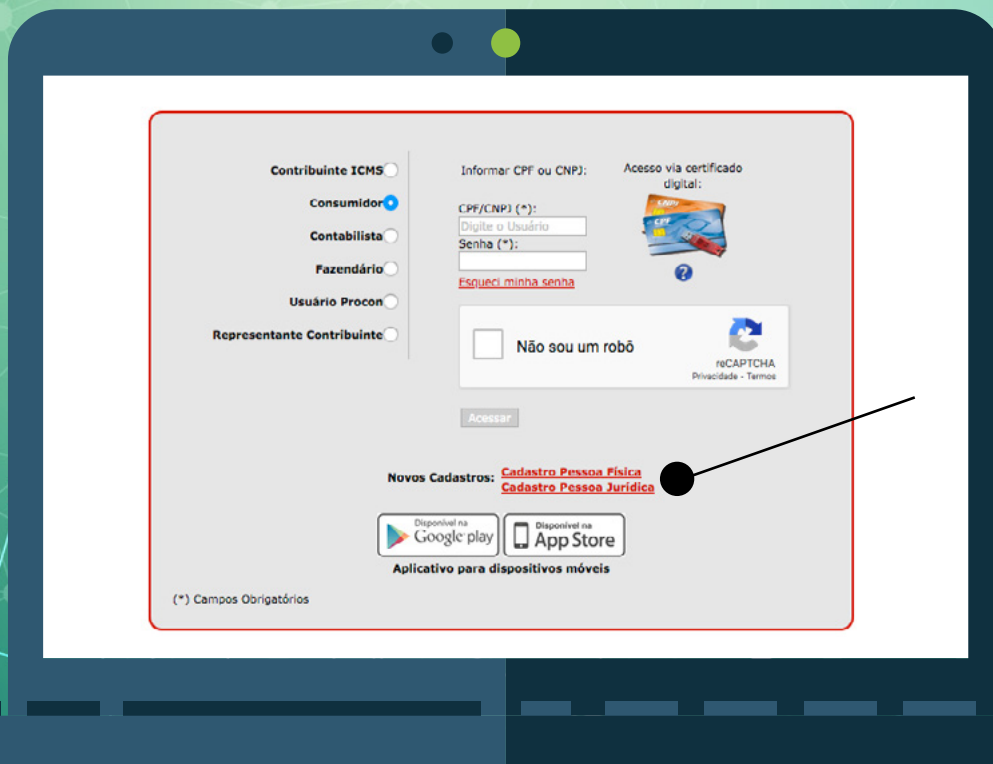 Contribuinte ICMS
Consumidor
Contabilista
Fazendário
Usuário Procon
Representante Contribuinte
Informar CPF ou CNPJ:
CPF/CNPJ (*):
Digite o Usuário
Senha (*):
Esqueci minha senha
Acesso via certificado
digital:
CNPJ
CPF
?
Não sou um robô
reCAPTCHA
Privacidade - Termos
Acessar
Novos Cadastros: Cadastro Pessoa Física
Cadastro Pessoa Jurídica
Disponível na
Google play
Disponível na
App Store
Aplicativo para dispositivos móveis
(*) Campos Obrigatórios